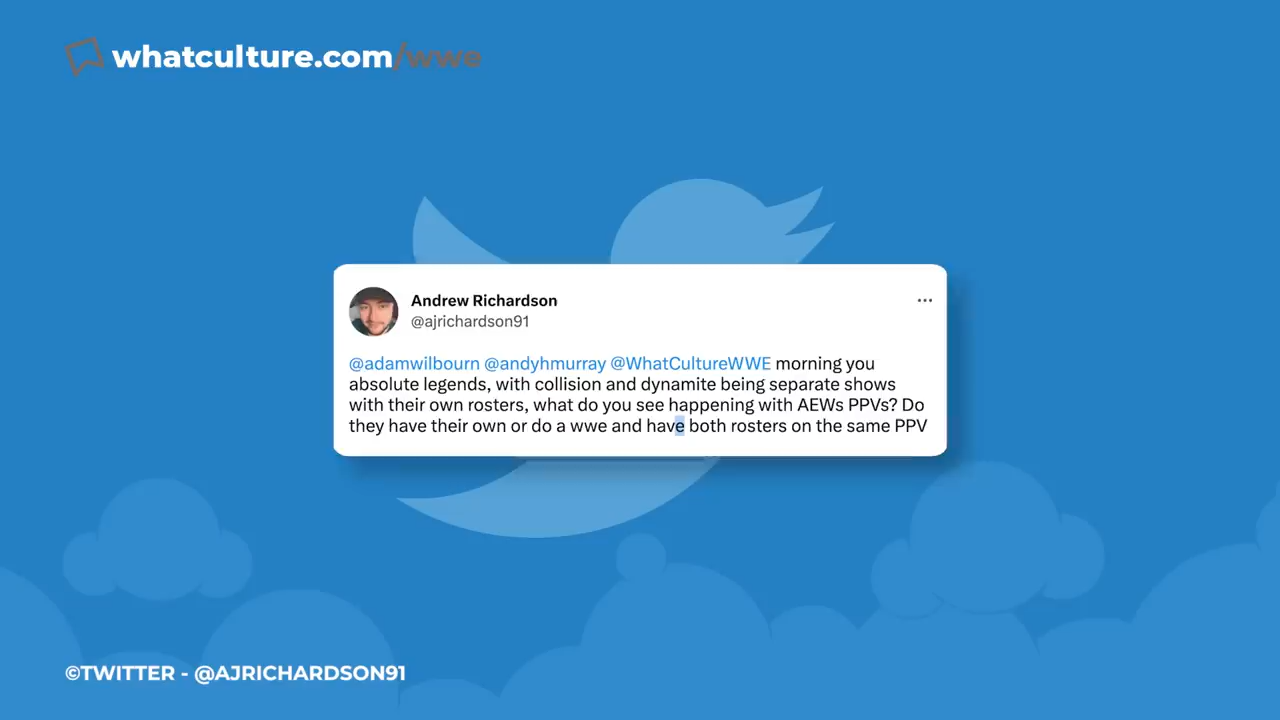 whatculture.com/wwe
Andrew Richardson
@ajrichardson91
@adamwilbourn @andyhmurray @WhatCultureWWE morning you
absolute legends, with collision and dynamite being separate shows
with their own rosters, what do you see happening with AEWs PPVs? Do
they have their own or do a wwe and have both rosters on the same PPV
©TWITTER - @AJRICHARDSON91